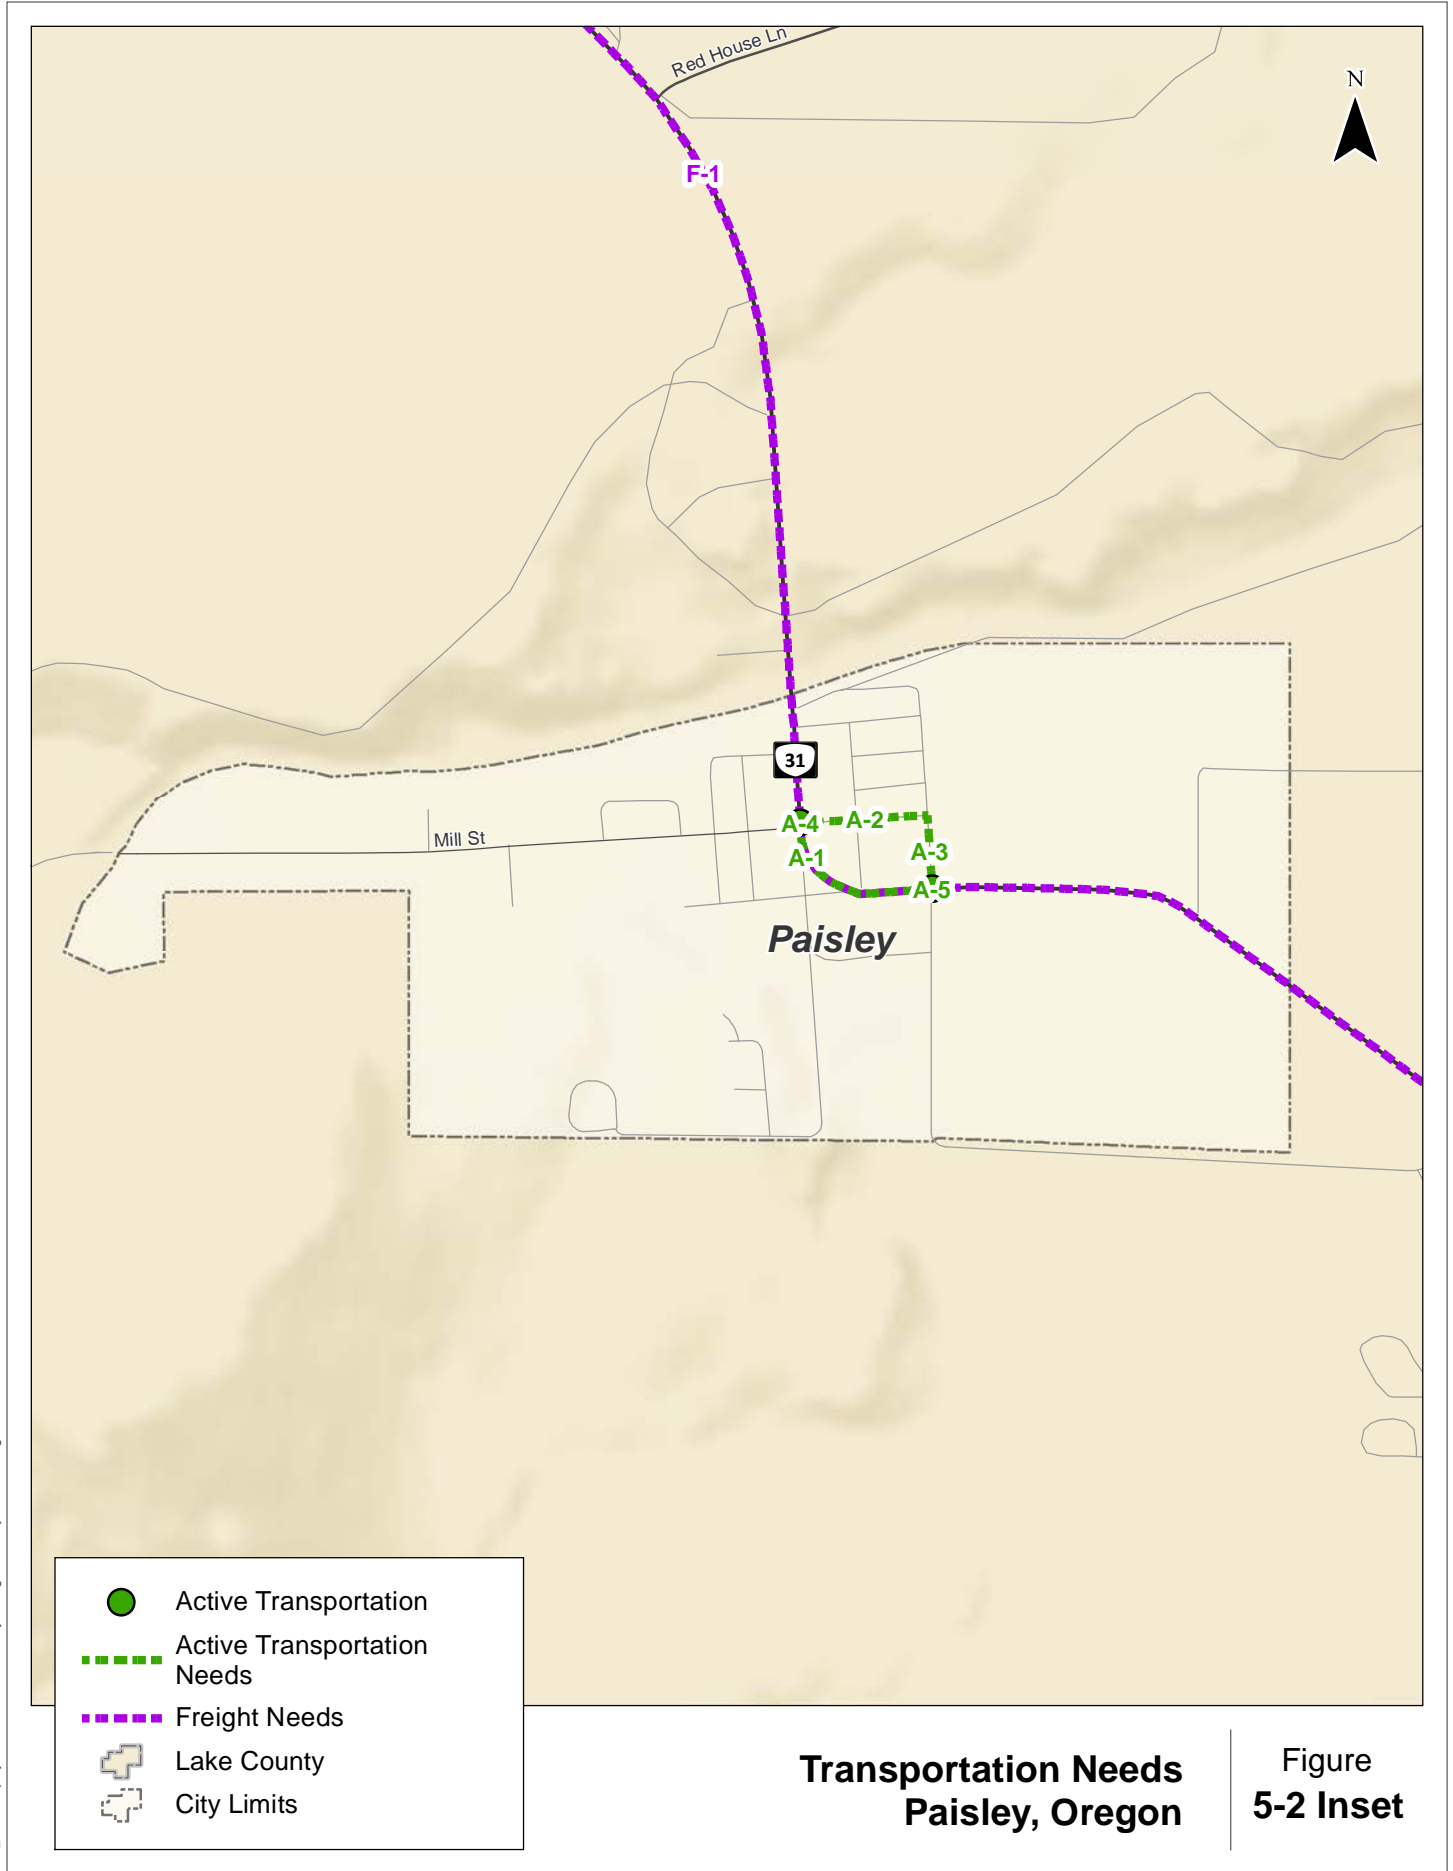 Red House Ln
N
F-1
31
A-4
A-2
Mill St
A-1
A-3
A-5
Paisley
Active Transportation
Active Transportation
Needs
Freight Needs
Lake County
City Limits
Transportation Needs
Paisley, Oregon
Figure
5-2 Inset